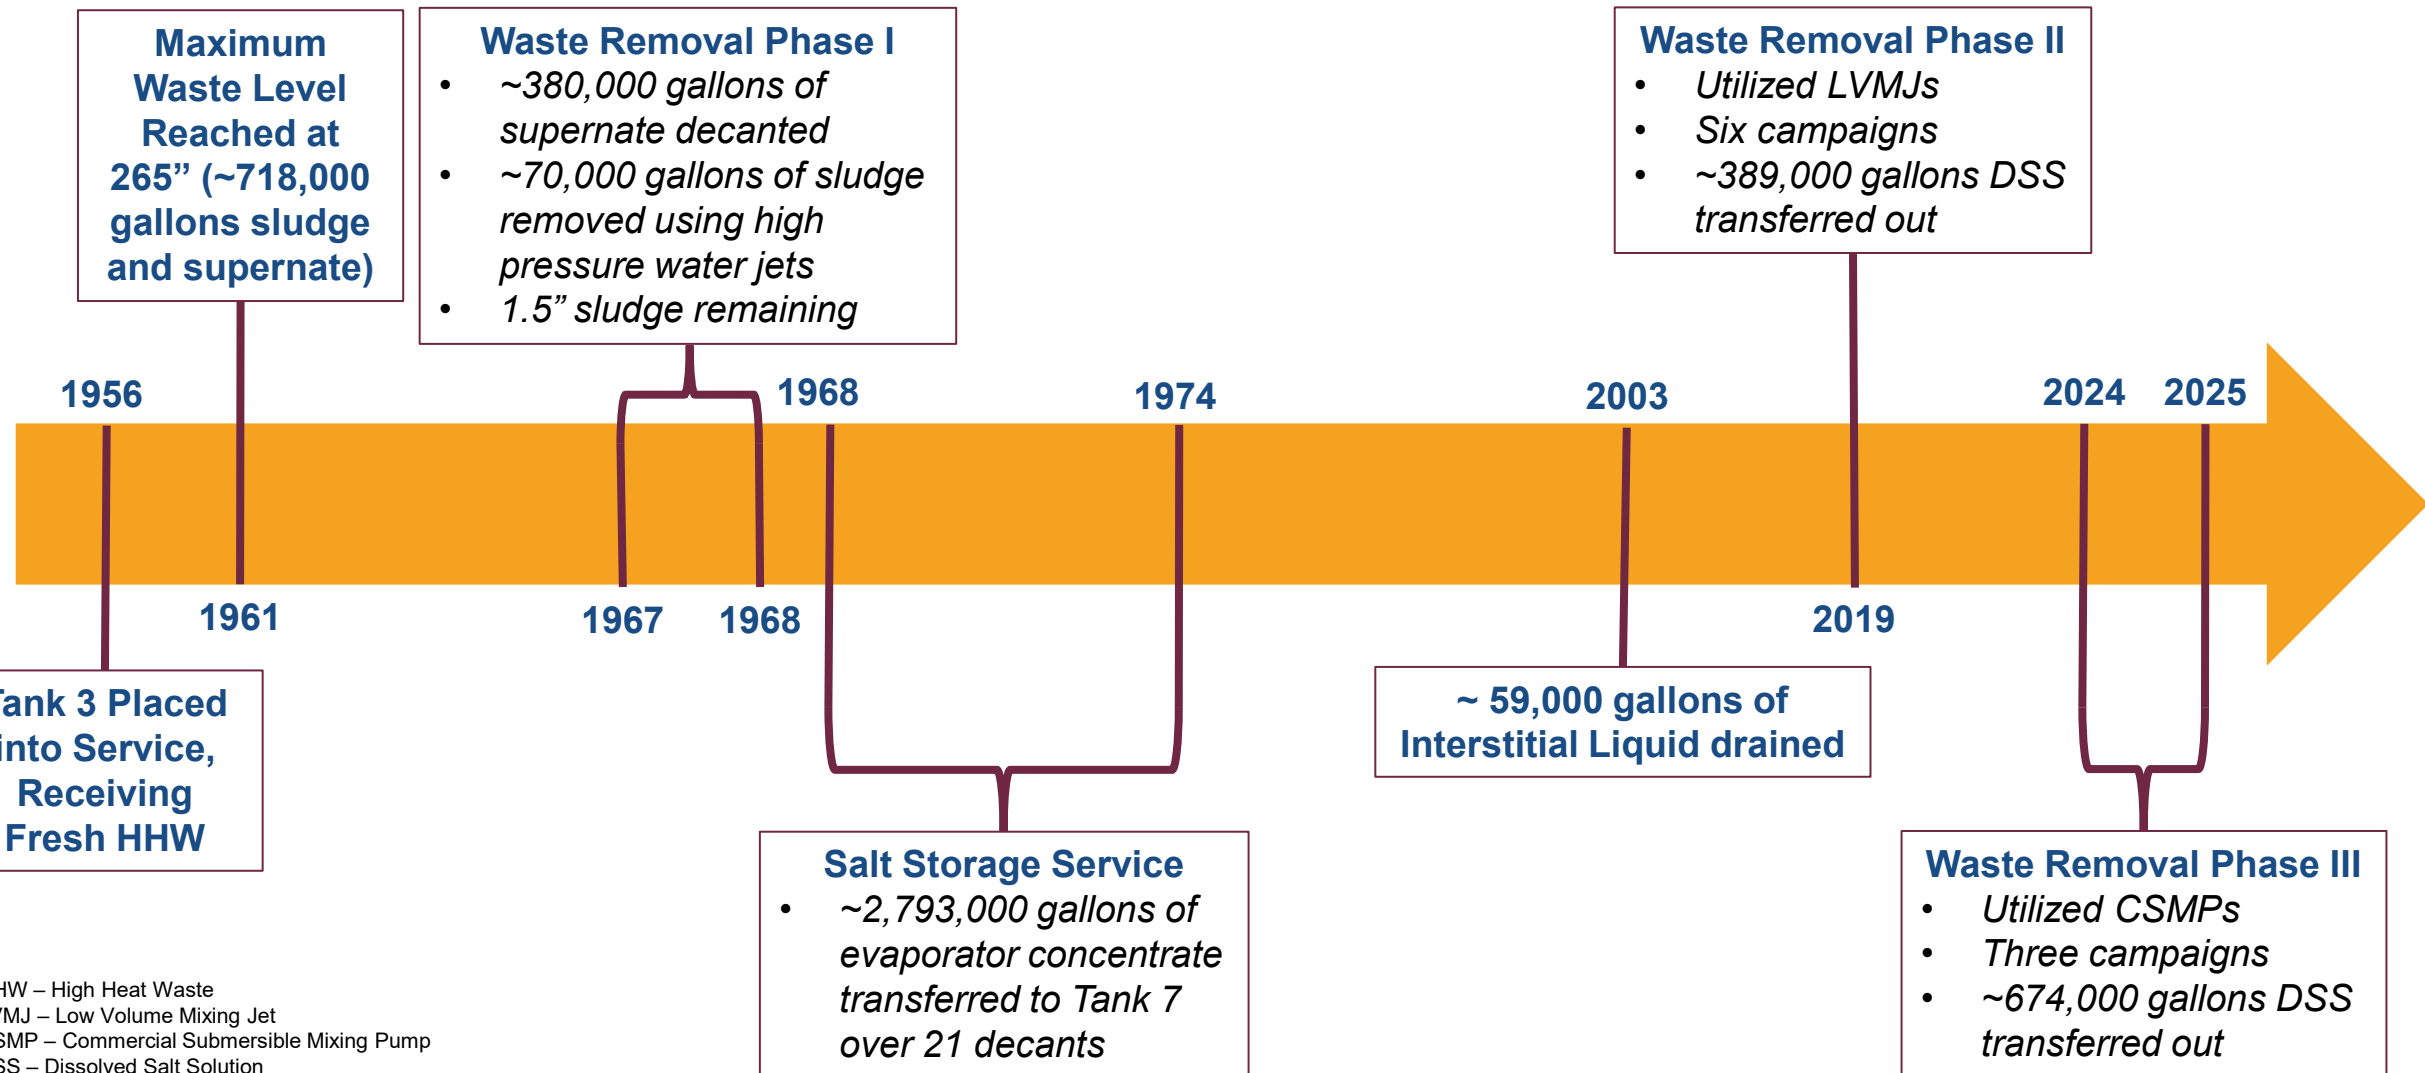 Maximum
Waste Level
Reached at
265” (~718,000
gallons sludge
and supernate)
Waste Removal Phase I
• ~380,000 gallons of
supernate decanted
• ~70,000 gallons of sludge
removed using high
pressure water jets
• 1.5” sludge remaining
Waste Removal Phase II
• Utilized LVMJs
• Six campaigns
• ~389,000 gallons DSS
transferred out
1956
1968
1974
2003
2024
2025
1961
1967
1968
2019
ank 3 Placed
into Service,
Receiving
Fresh HHW
~ 59,000 gallons of
Interstitial Liquid drained
Salt Storage Service
• ~2,793,000 gallons of
evaporator concentrate
transferred to Tank 7
over 21 decants
Waste Removal Phase III
• Utilized CSMPs
• Three campaigns
• ~674,000 gallons DSS
transferred out
HW – High Heat Waste
VMJ – Low Volume Mixing Jet
SMP – Commercial Submersible Mixing Pump
SS – Dissolved Salt Solution